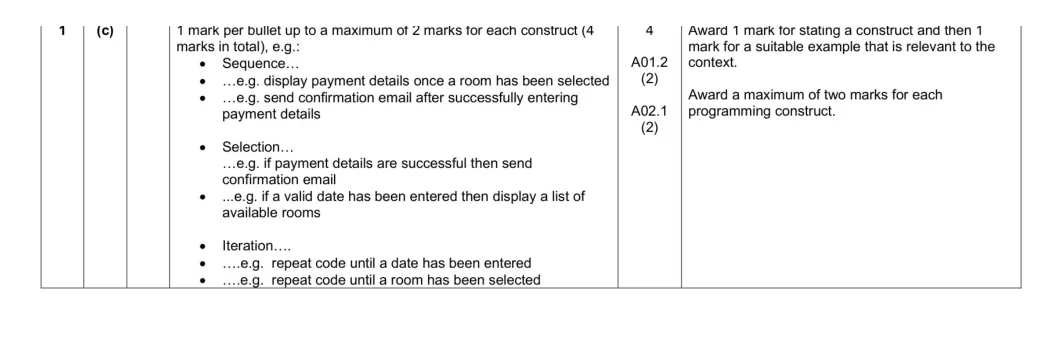 1 (c) 1 mark per bullet up to a maximum of 2 marks for each construct (4 marks in total), e.g.:
• Sequence…
• …e.g. display payment details once a room has been selected
• …e.g. send confirmation email after successfully entering payment details
• Selection…
…e.g. if payment details are successful then send confirmation email
• ...e.g. if a valid date has been entered then display a list of available rooms
• Iteration….
• ….e.g.  repeat code until a date has been entered
• ….e.g.  repeat code until a room has been selected
4
A01.2
(2)
A02.1
(2)
Award 1 mark for stating a construct and then 1
mark for a suitable example that is relevant to the
context.
Award a maximum of two marks for each
programming construct.